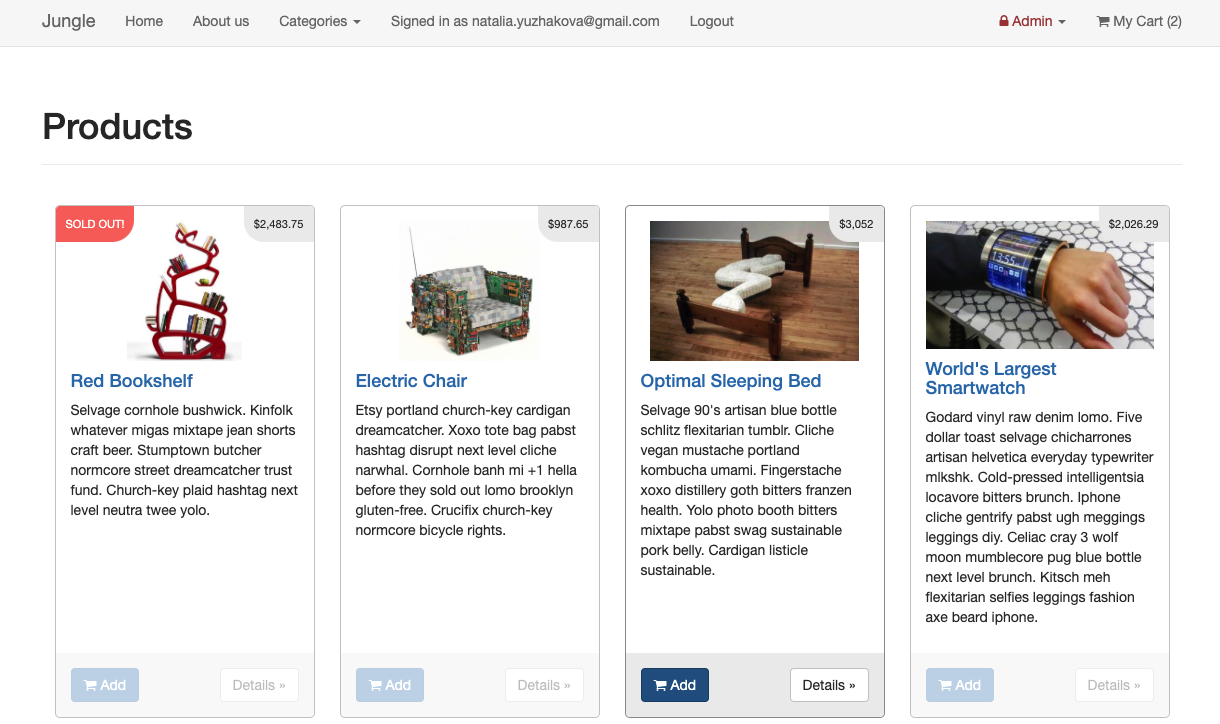 Jungle Home About us Categories Signed in as natalia.yuzhakova@gmail.com Logout Admin My Cart (2)
Products
SOLD OUT!
$2,483.75
Red Bookshelf
Selvage cornhole bushwick. Kinfolk
whatever migas mixtape jean shorts
craft beer. Stumptown butcher
normcore street dreamcatcher trust
fund. Church-key plaid hashtag next
level neutra twee yolo.
Add
Details »
$987.65
Electric Chair
Etsy portland church-key cardigan
dreamcatcher. Xoxo tote bag pabst
hashtag disrupt next level cliche
narwhal. Cornhole banh mi +1 hella
before they sold out lomo brooklyn
gluten-free. Crucifix church-key
normcore bicycle rights.
Add
Details »
$3,052
Optimal Sleeping Bed
Selvage 90's artisan blue bottle
schlitz flexitarian tumblr. Cliche
vegan mustache portland
kombucha umami. Fingerstache
xoxo distillery goth bitters franzen
health. Yolo photo booth bitters
mixtape pabst swag sustainable
pork belly. Cardigan listicle
sustainable.
Add
Details »
$2,026.29
13:55
World's Largest
Smartwatch
Godard vinyl raw denim lomo. Five
dollar toast selvage chicharrones
artisan helvetica everyday typewriter
mlkshk. Cold-pressed intelligentsia
locavore bitters brunch. Iphone
cliche gentrify pabst ugh meggings
leggings diy. Celiac cray 3 wolf
moon mumblecore pug blue bottle
next level brunch. Kitsch meh
flexitarian selfies leggings fashion
axe beard iphone.
Add
Details »